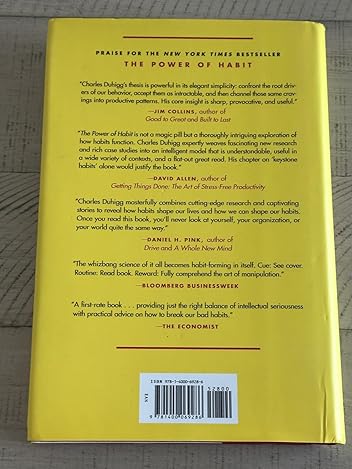 PRAISE FOR THE NEW YORK TIMES BESTSELLER
THE POWER OF HABIT
"Charles Duhigg's thesis is powerful in its elegant simplicity: confront the root driv-
ers of our behavior, accept them as intractable, and then channel those same crav-
ings into productive patterns. His core insight is sharp, provocative, and useful."
—JIM COLLINS, author of
Good to Great and Built to Last
"The Power of Habit is not a magic pill but a thoroughly intriguing exploration of
how habits function. Charles Duhigg expertly weaves fascinating new research
and rich case studies into an intelligent model that is understandable, useful in
a wide variety of contexts, and a flat-out great read. His chapter on 'keystone
habits' alone would justify the book."
—DAVID ALLEN, author of
Getting Things Done: The Art of Stress-Free Productivity
"Charles Duhigg masterfully combines cutting-edge research and captivating
stories to reveal how habits shape our lives and how we can shape our habits.
Once you read this book, you'll never look at yourself, your organization, or
your world quite the same way."
—DANIEL H. PINK, author of
Drive and A Whole New Mind
"The whizbang science of it all becomes habit-forming in itself. Cue: See cover.
Routine: Read book. Reward: Fully comprehend the art of manipulation."
—BLOOMBERG BUSINESSWEEK
"A first-rate book . . . providing just the right balance of intellectual seriousness
with practical advice on how to break our bad habits."
—THE ECONOMIST
ISBN 978-1-4000-6928-6
52800
EAN
9781400069286